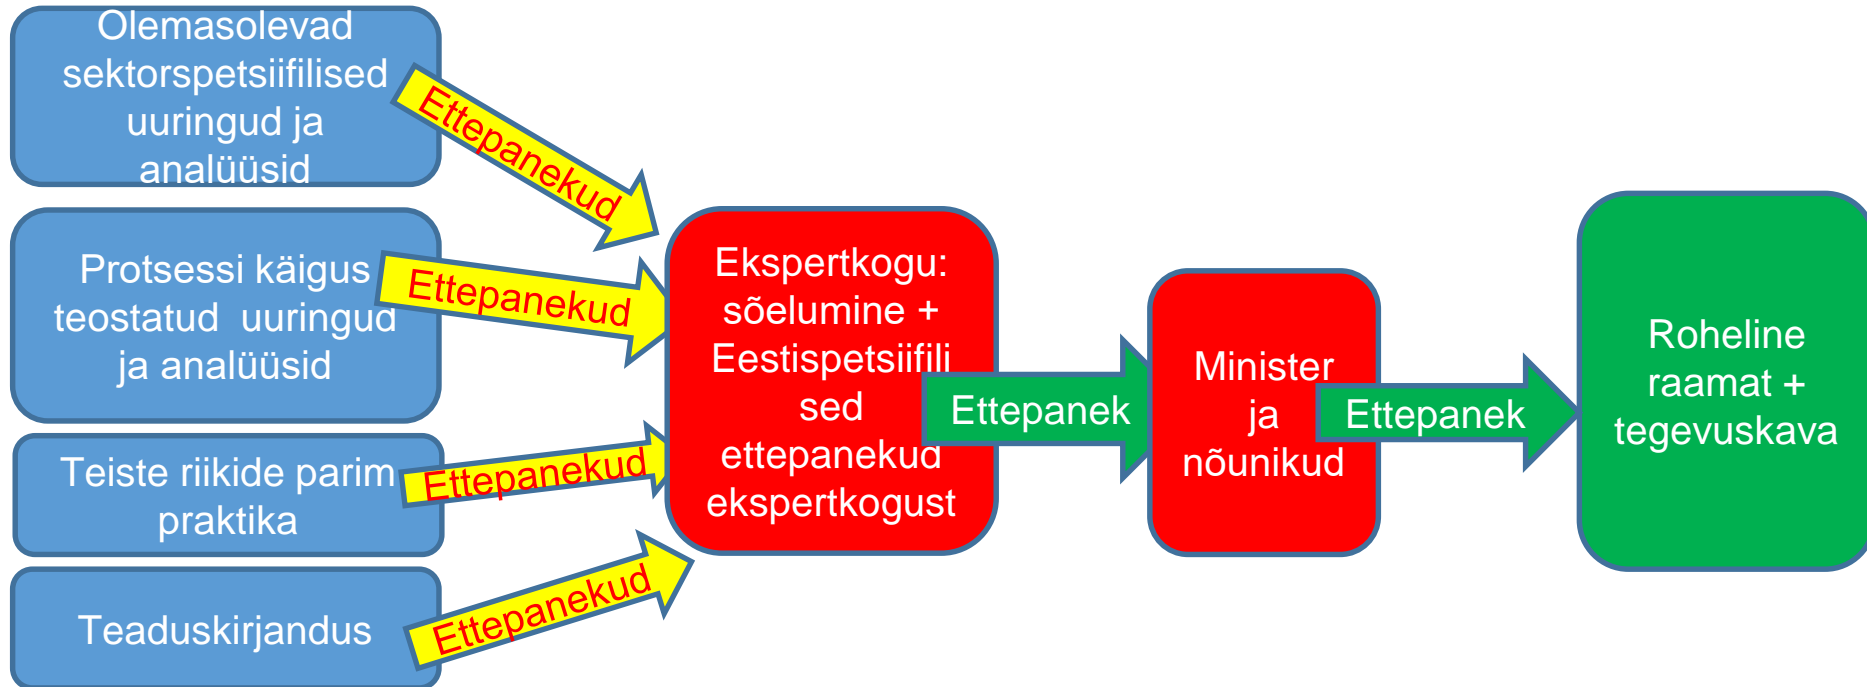 Olemasolevad
sektorspetsiifilised
uuringud ja
analüüsid
Ettepanekud
Protsessi käigus
teostatud uuringud
ja analüüsid
Ettepanekud
Teiste riikide parim
praktika
Ettepanekud
Teaduskirjandus
Ettepanekud
Ekspertkogu:
sõelumine +
Eestispetsiifili
sed
ettepanekud
ekspertkogust
Ettepanek
Minister
ja
nõunikud
Ettepanek
Roheline
raamat +
tegevuskava